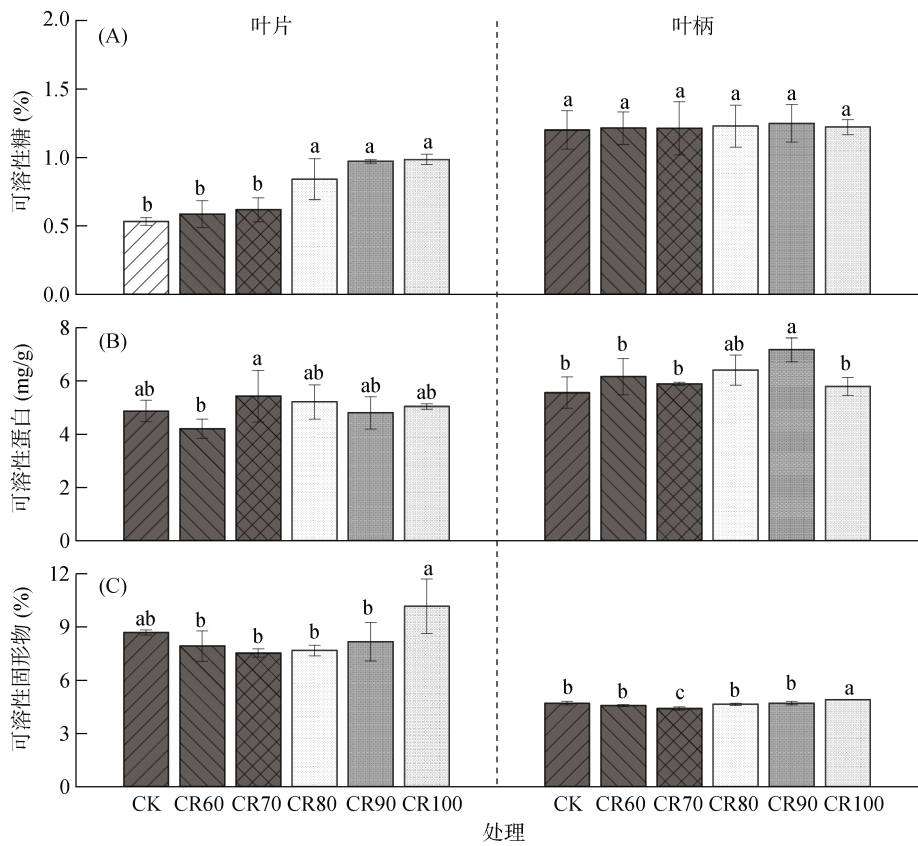 叶片 叶柄
(A)
可溶性糖 (%)
2.0
1.5
1.0
0.5
0.0
b b b a a a
a a a a a a
(B)
可溶性蛋白 (mg/g)
8
6
4
2
0
ab b a ab ab ab
b b b ab a b
(C)
可溶性固形物 (%)
12
9
6
3
0
ab b b b b a
b b c b b a
CK CR60 CR70 CR80 CR90 CR100 CK CR60 CR70 CR80 CR90 CR100
处理